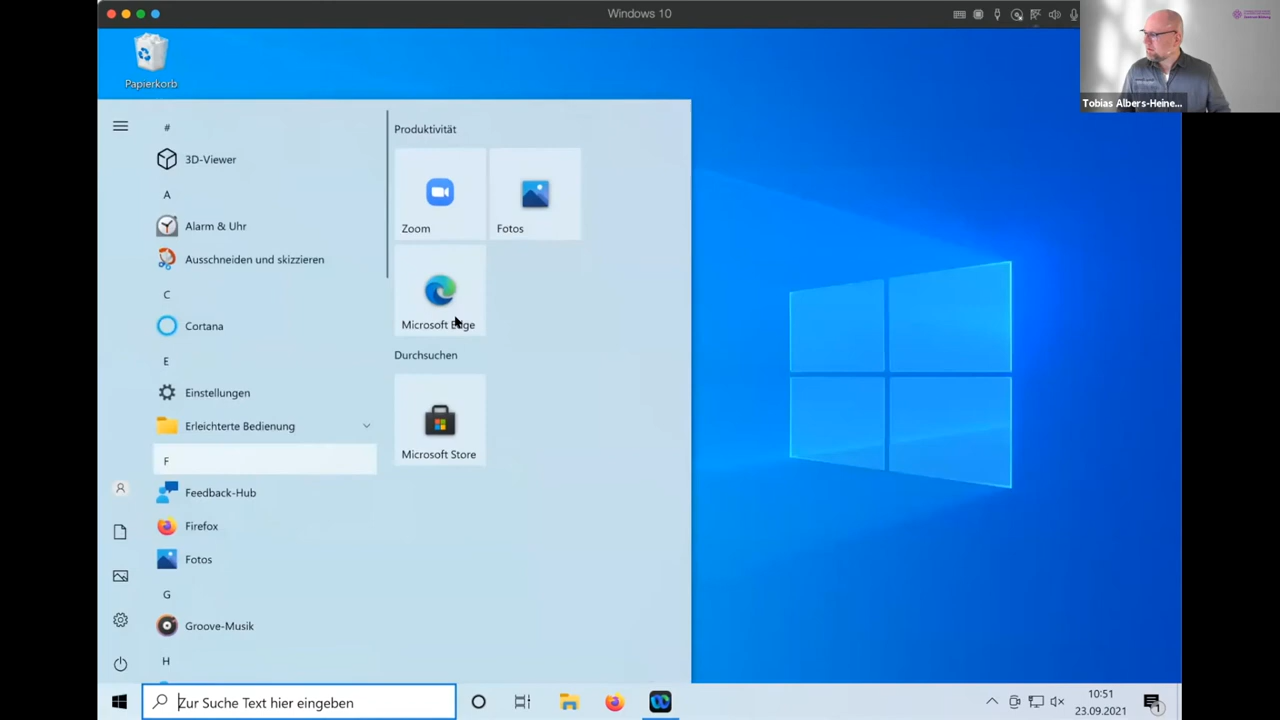 Windows 10
Tobias Albers-Heine...
Papierkorb
#
3D-Viewer
A
Alarm & Uhr
Ausschneiden und skizzieren
C
Cortana
E
Einstellungen
Erleichterte Bedienung
F
Feedback-Hub
Firefox
Fotos
G
Groove-Musik
H
Produktivität
Zoom
Fotos
Microsoft Edge
Durchsuchen
Microsoft Store
Zur Suche Text hier eingeben
10:51
23.09.2021
1